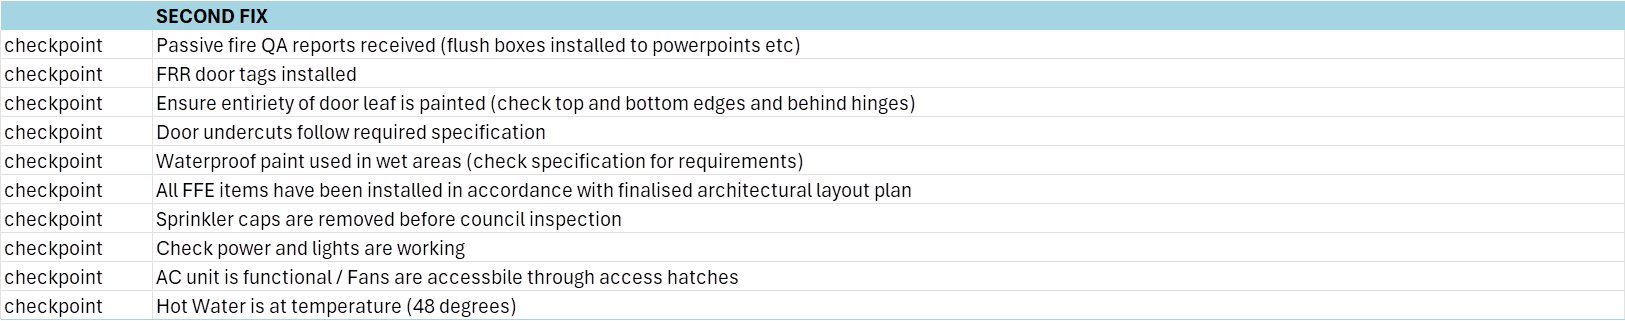 SECOND FIX
checkpoint Passive fire QA reports received (flush boxes installed to powerpoints etc)
checkpoint FRR door tags installed
checkpoint Ensure entiriety of door leaf is painted (check top and bottom edges and behind hinges)
checkpoint Door undercuts follow required specification
checkpoint Waterproof paint used in wet areas (check specification for requirements)
checkpoint All FFE items have been installed in accordance with finalised architectural layout plan
checkpoint Sprinkler caps are removed before council inspection
checkpoint Check power and lights are working
checkpoint AC unit is functional / Fans are accessbile through access hatches
checkpoint Hot Water is at temperature (48 degrees)